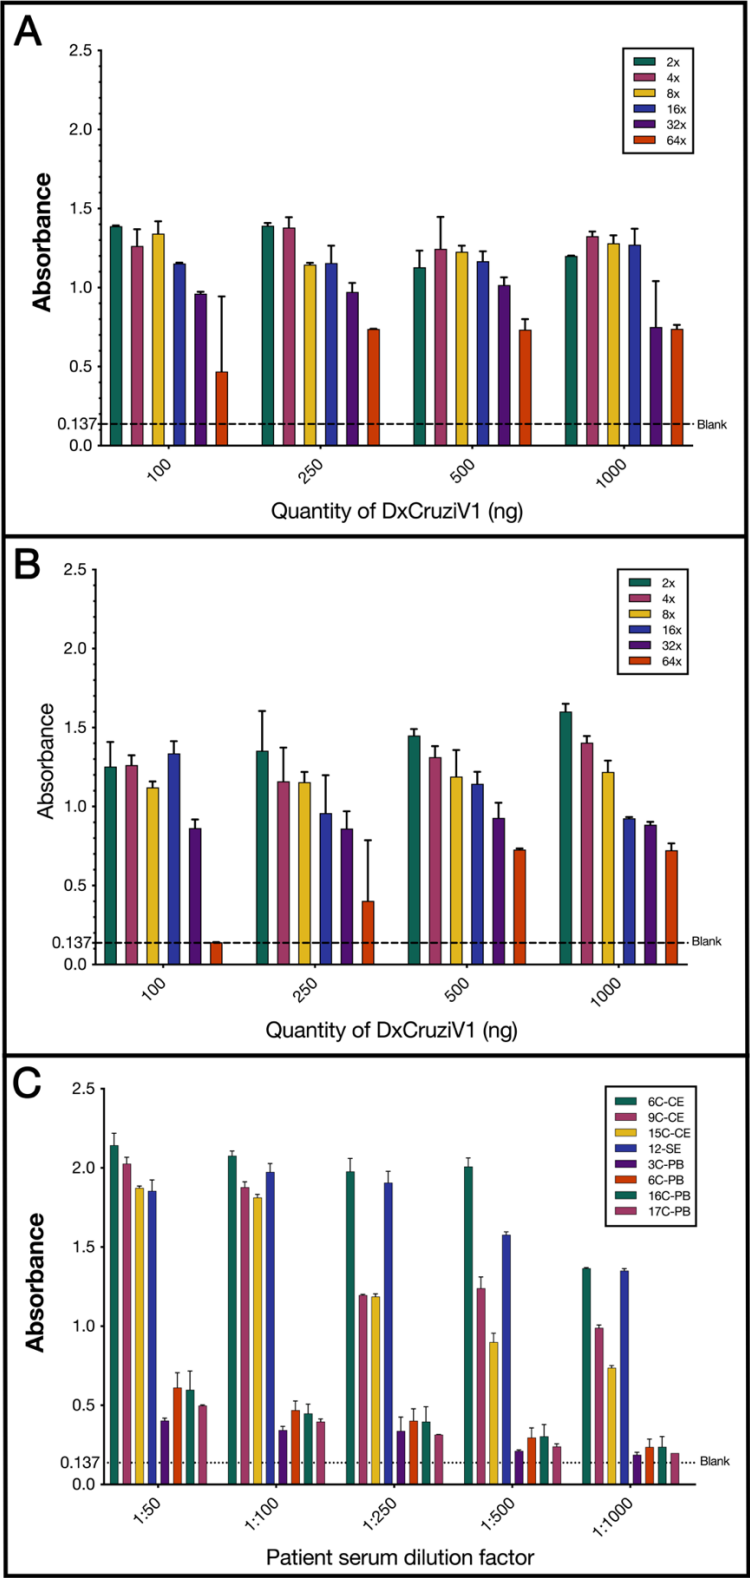 A
2.5
2.0
1.5
1.0
0.5
0.137
0.0
Absorbance
2x
4x
8x
16x
32x
64x
Blank
100
250
500
1000
Quantity of DxCruziV1 (ng)
B
2.5
2.0
1.5
1.0
0.5
0.137
0.0
Absorbance
2x
4x
8x
16x
32x
64x
Blank
100
250
500
1000
Quantity of DxCruziV1 (ng)
C
2.5
2.0
1.5
1.0
0.5
0.137
0.0
Absorbance
6C-CE
9C-CE
15C-CE
12-SE
3C-PB
6C-PB
16C-PB
17C-PB
Blank
1:50
1:100
1:250
1:500
1:1000
Patient serum dilution factor